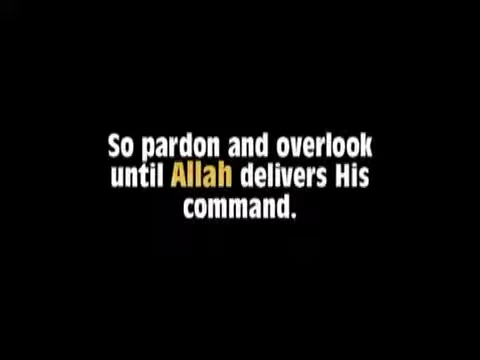 So pardon and overlook
until Allah delivers His
command.